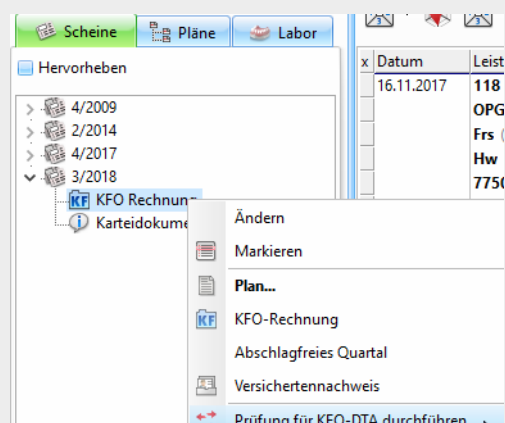 Scheine
Pläne
Labor
Hervorheben
4/2009
2/2014
4/2017
3/2018
KF KFO Rechnung
Karteidokume
x Datum Leist
16.11.2017 118
OPG
Frs (
Hw
7750
Ändern
Markieren
Plan...
KF KFO-Rechnung
Abschlagfreies Quartal
Versichertennachweis
Prüfung für KFO-DTA durchführen